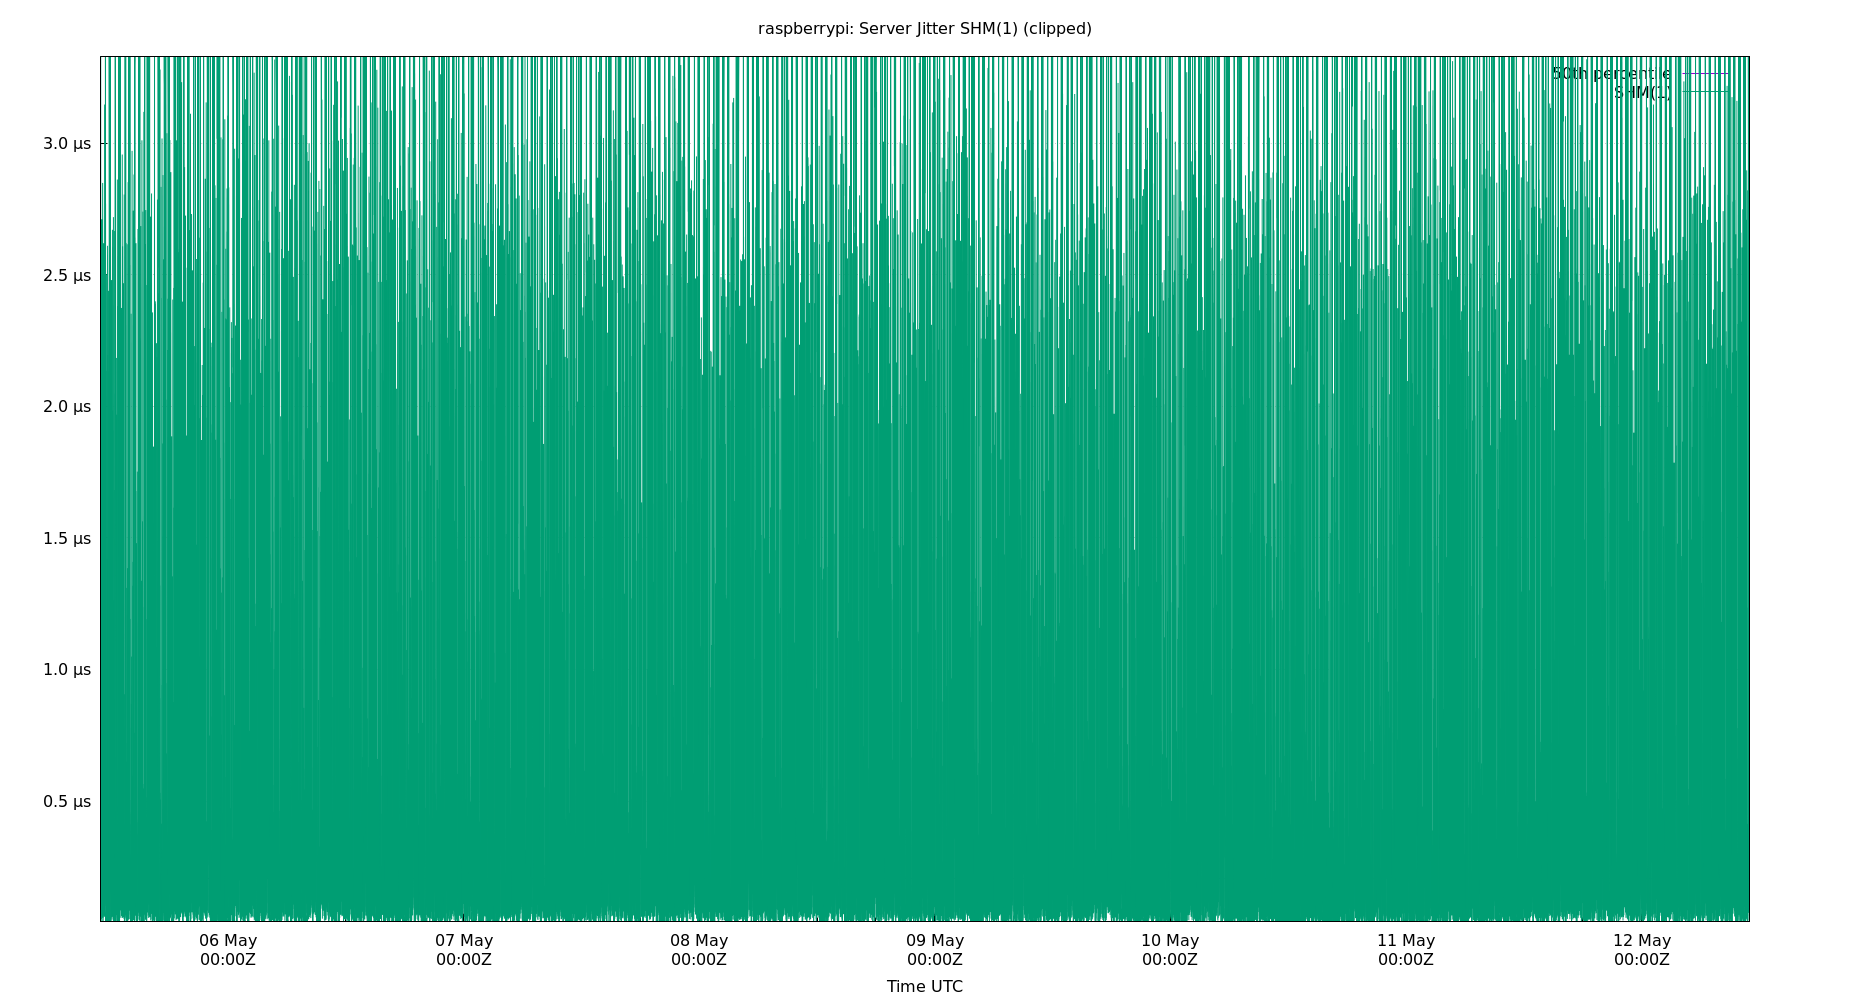 raspberrypi: Server Jitter SHM(1) (clipped)
50th percentile
SHM(1)
3.0 µs
2.5 µs
2.0 µs
1.5 µs
1.0 µs
0.5 µs
06 May 07 May 08 May 09 May 10 May 11 May 12 May
00:00Z 00:00Z 00:00Z 00:00Z 00:00Z 00:00Z 00:00Z
Time UTC